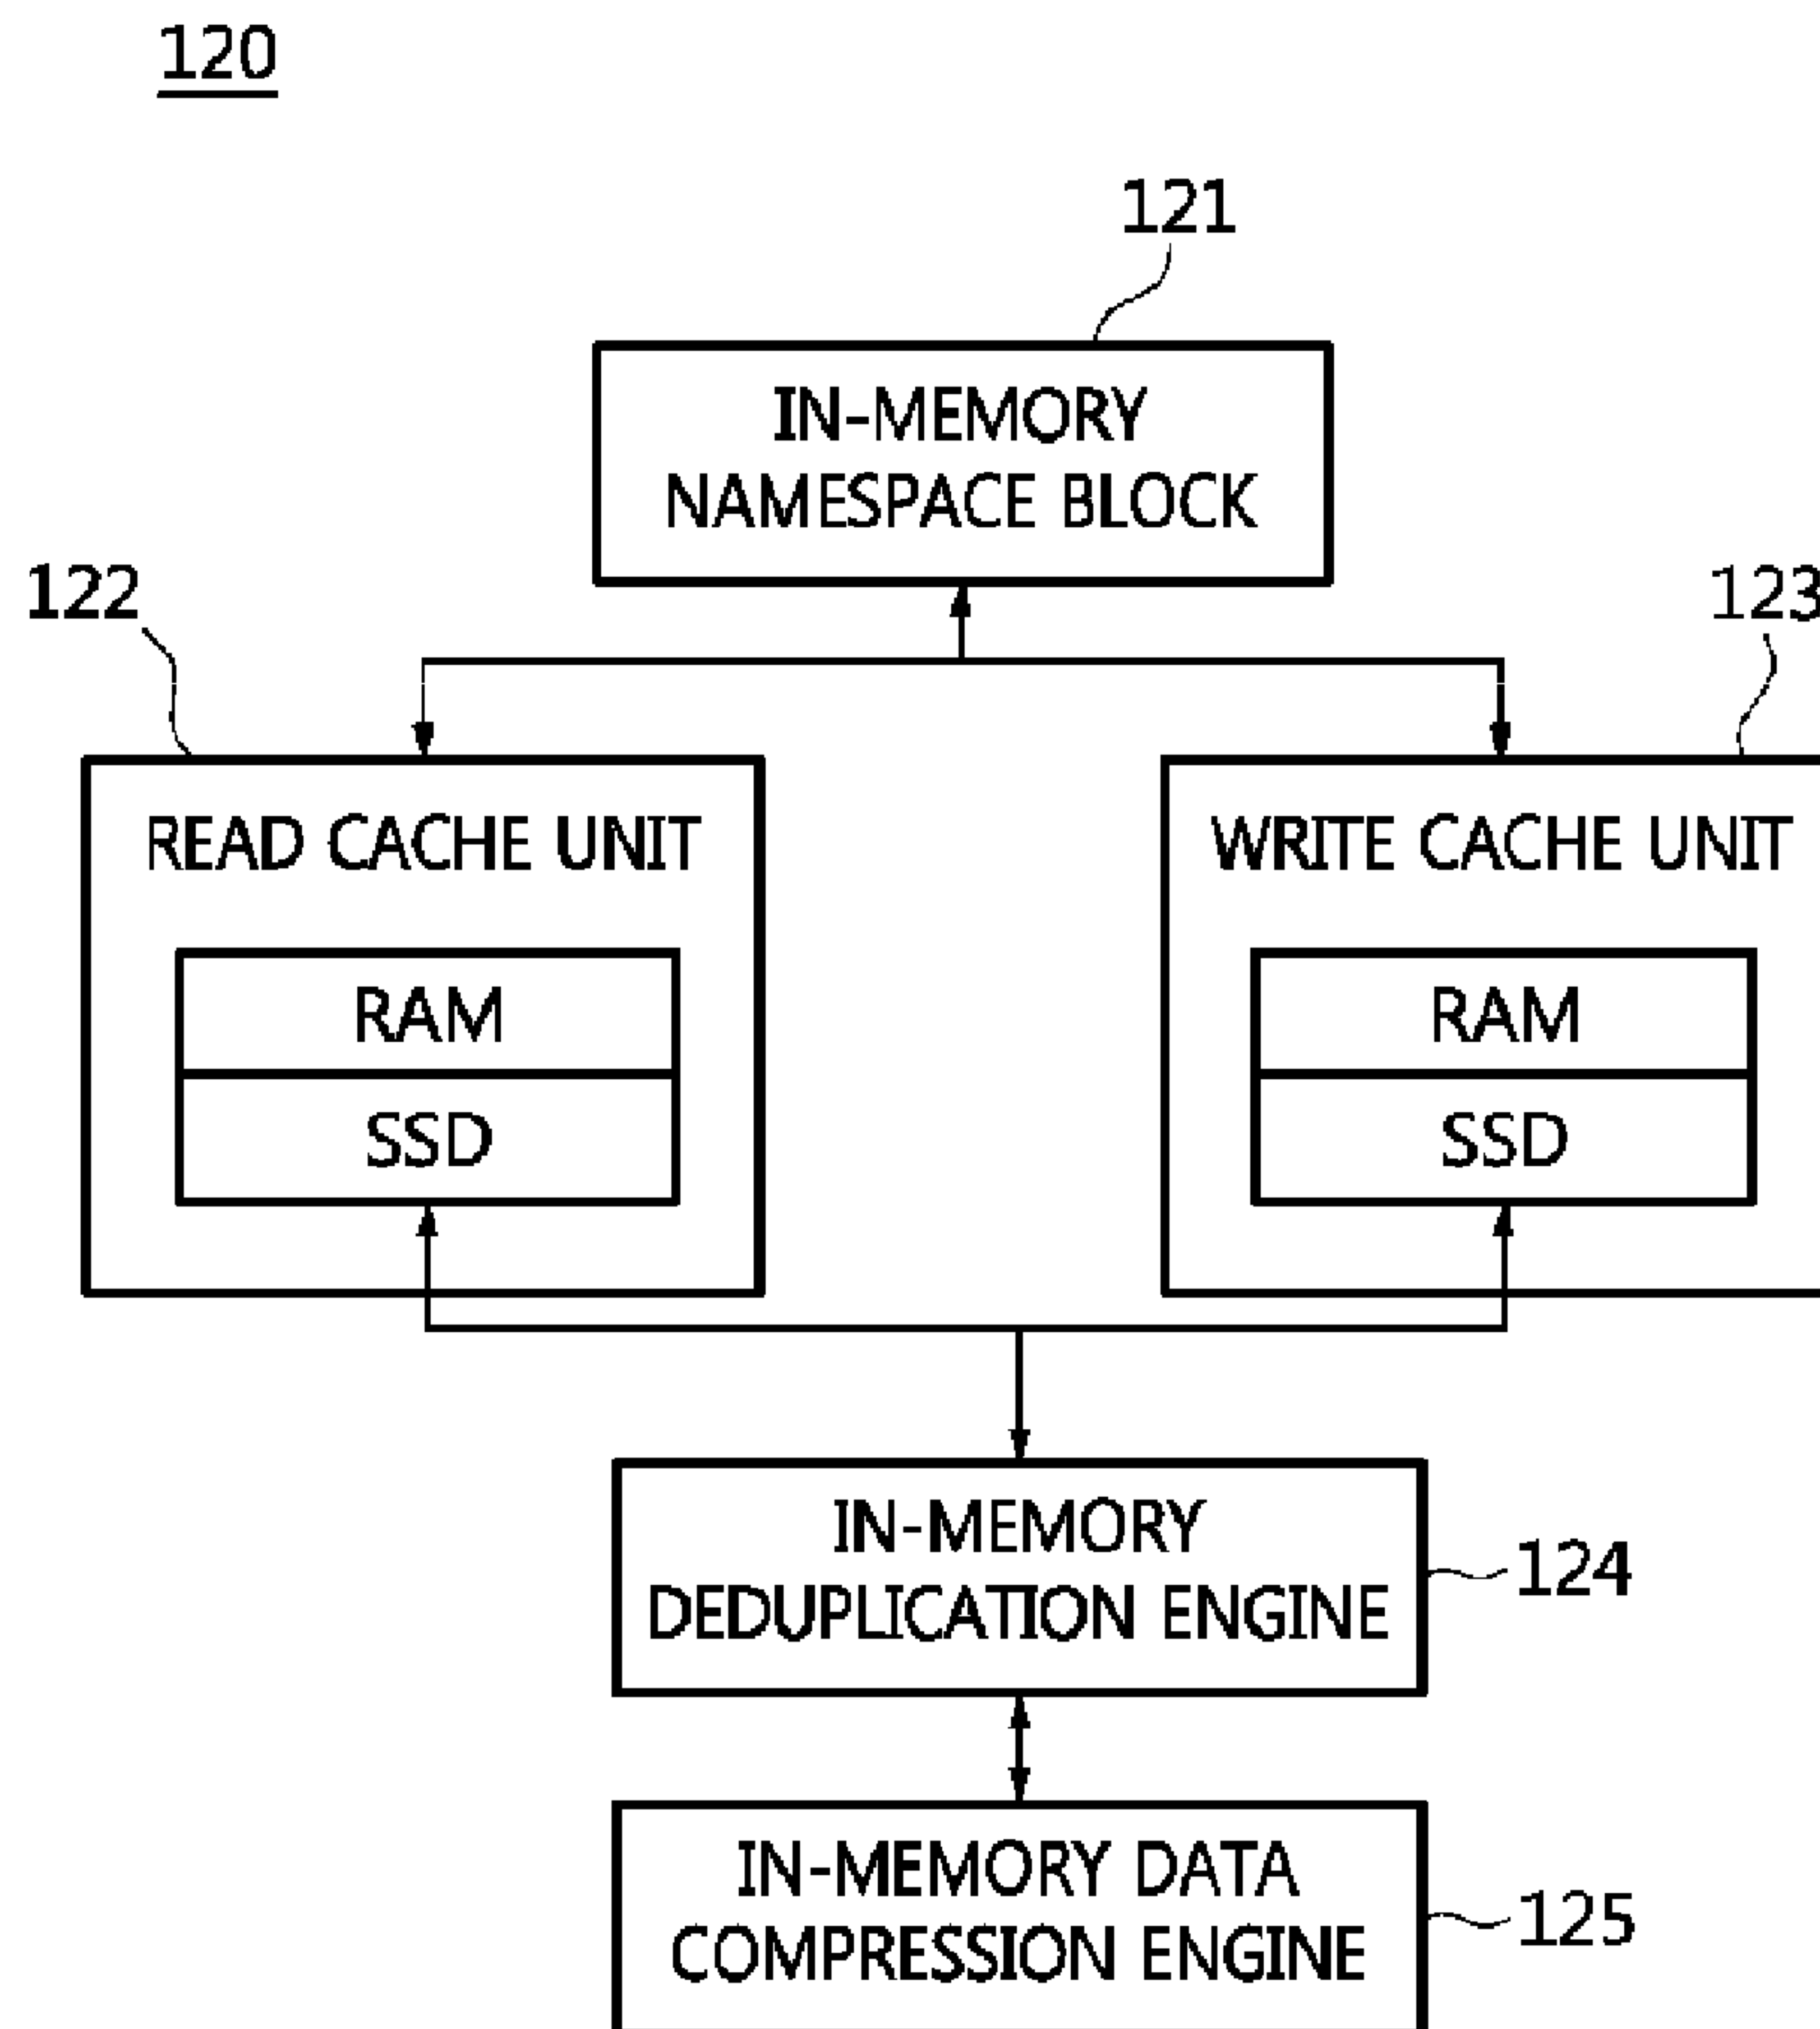 120
121
IN-MEMORY
NAMESPACE BLOCK
122
123
READ CACHE UNIT
WRITE CACHE UNIT
RAM
RAM
SSD
SSD
IN-MEMORY
DEDUPLICATION ENGINE
124
IN-MEMORY DATA
COMPRESSION ENGINE
125